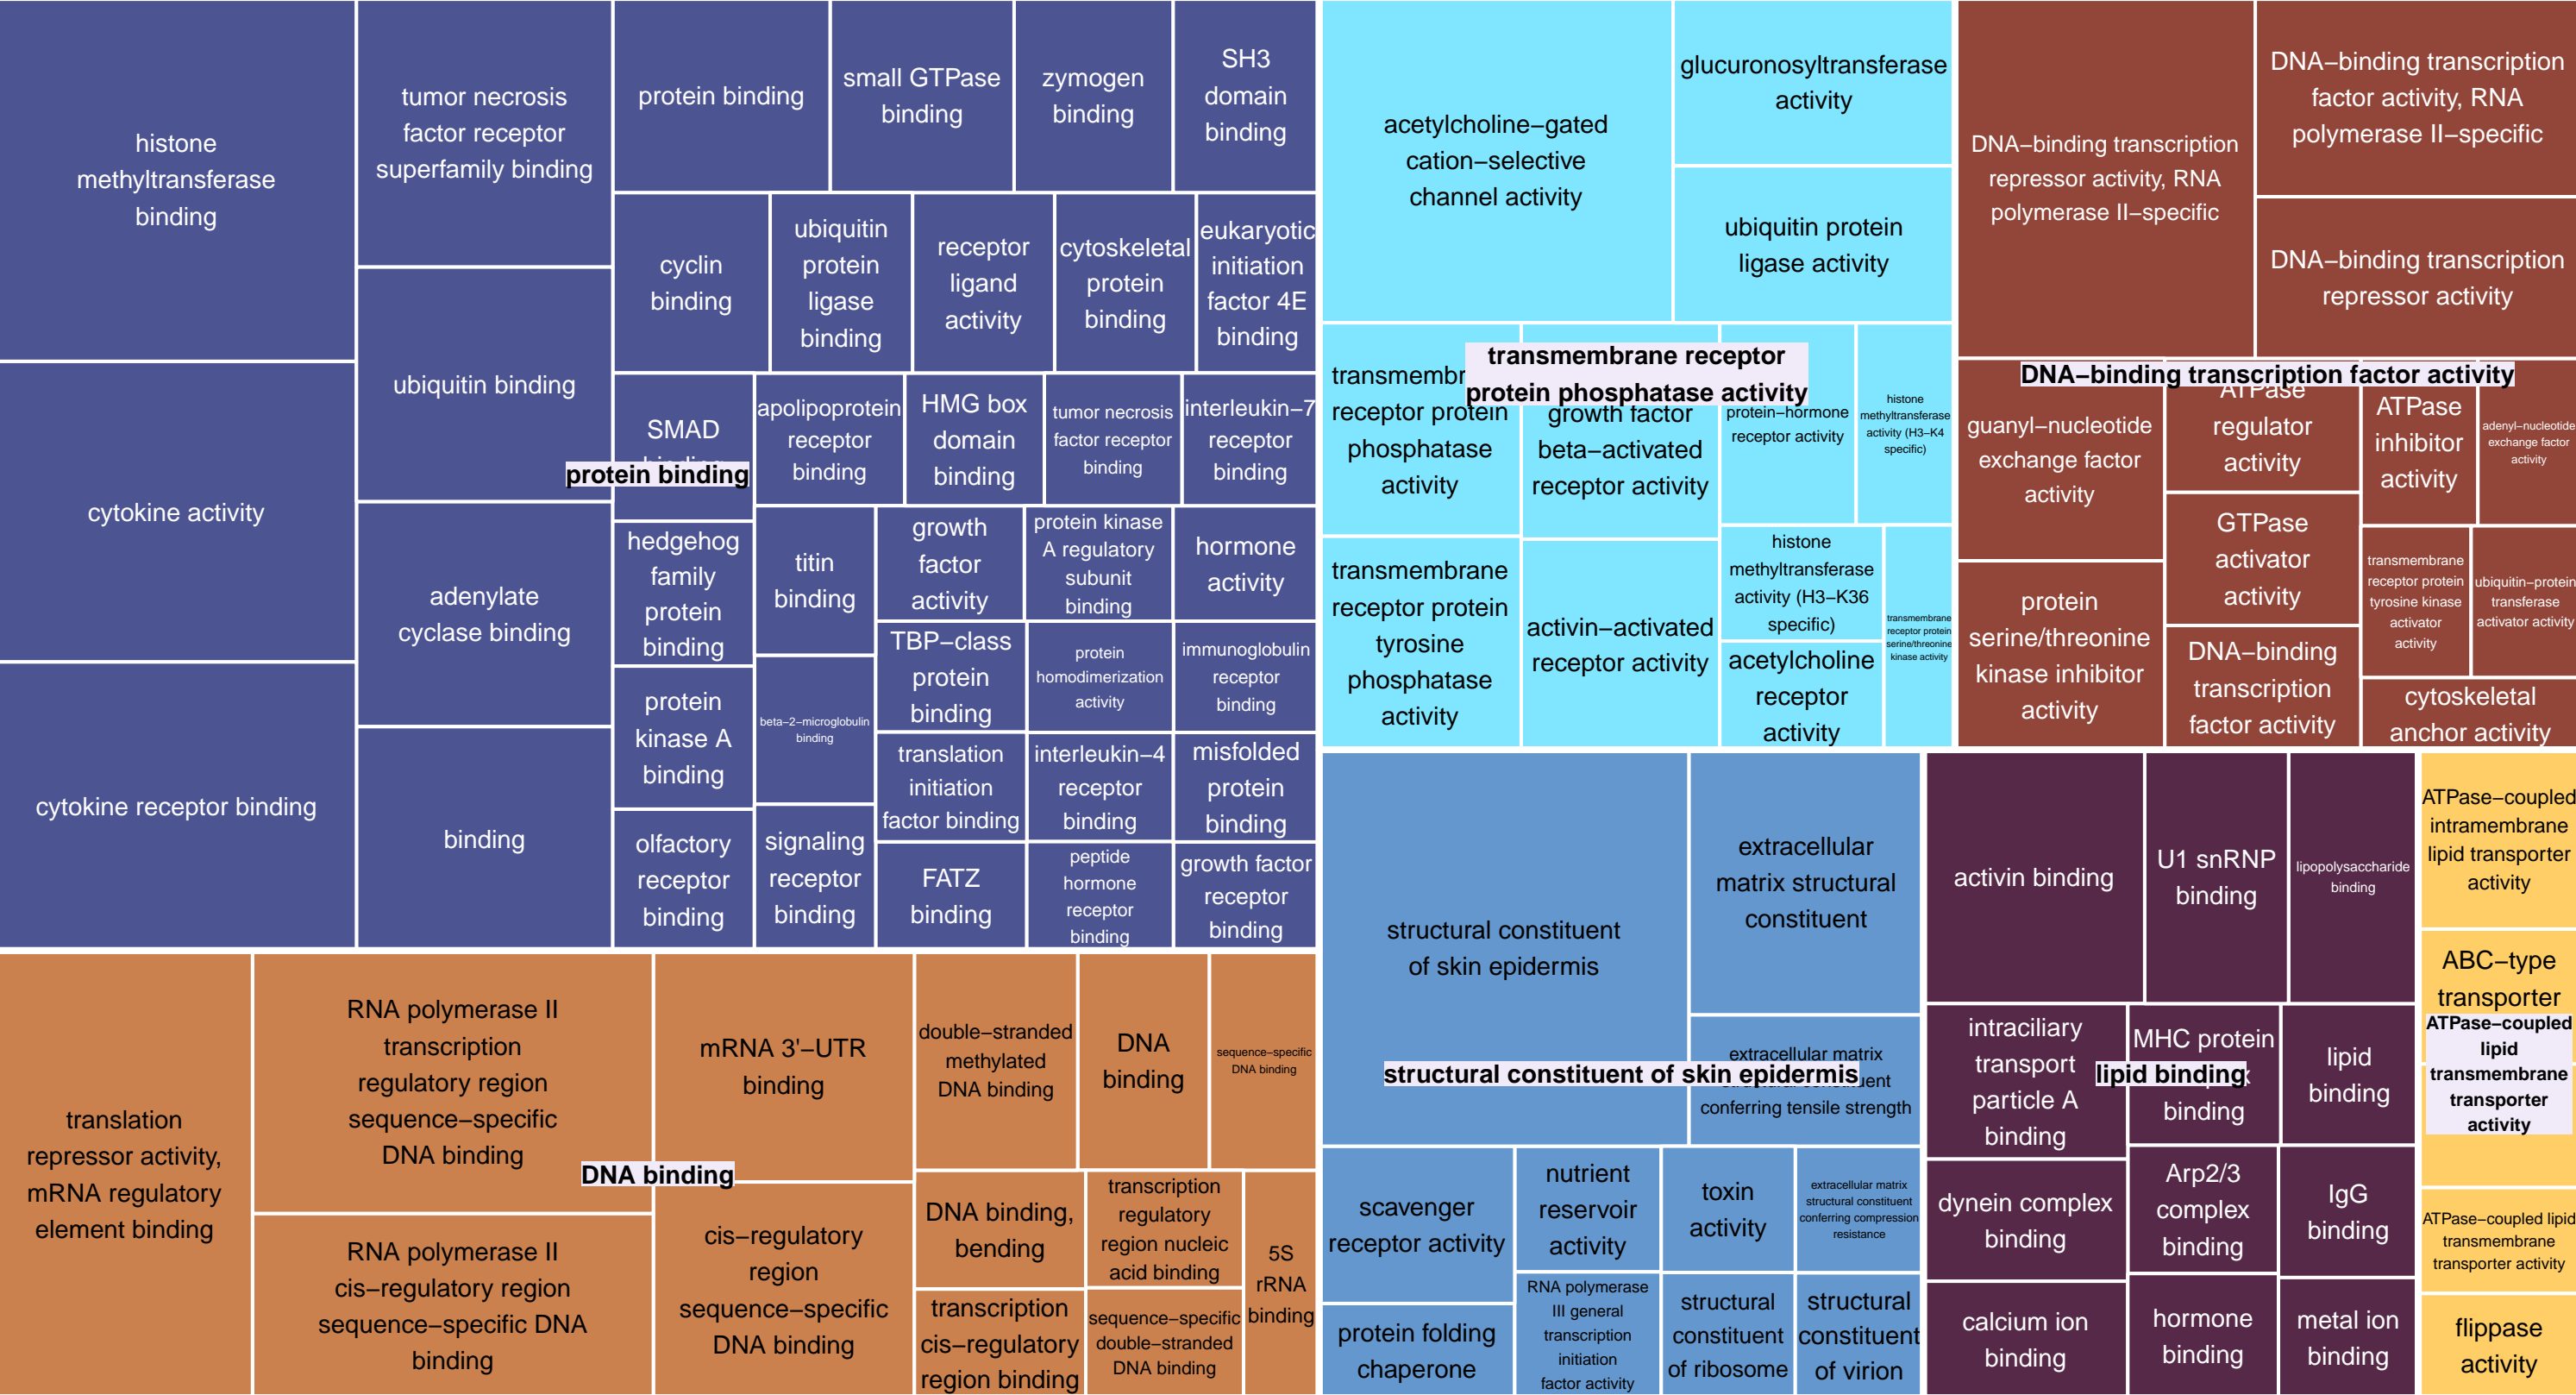 histone
methyltransferase
binding
cytokine activity
cytokine receptor binding
tumor necrosis
factor receptor
superfamily binding
ubiquitin binding
adenylate
cyclase binding
binding
protein binding
small GTPase
binding
zymogen
binding
SH3
domain
binding
cyclin
binding
ubiquitin
protein
ligase
binding
receptor
ligand
activity
cytoskeletal
protein
binding
eukaryotic
initiation
factor 4E
binding
SMAD
protein binding
apolipoprotein
receptor
binding
HMG box
domain
binding
tumor necrosis
factor receptor
binding
interleukin−7
receptor
binding
hedgehog
family
protein
binding
titin
binding
growth
factor
activity
protein kinase
A regulatory
subunit
binding
hormone
activity
protein
kinase A
binding
beta−2−microglobulin
binding
TBP−class
protein
binding
protein
homodimerization
activity
immunoglobulin
receptor
binding
translation
initiation
factor binding
interleukin−4
receptor
binding
misfolded
protein
binding
olfactory
receptor
binding
signaling
receptor
binding
FATZ
binding
peptide
hormone
receptor
binding
growth factor
receptor
binding
acetylcholine−gated
cation−selective
channel activity
glucuronosyltransferase
activity
ubiquitin protein
ligase activity
transmembrane receptor
protein phosphatase activity
receptor protein
phosphatase
activity
growth factor
beta−activated
receptor activity
protein−hormone
receptor activity
histone
methyltransferase
activity (H3−K4
specific)
transmembrane
receptor protein
tyrosine
phosphatase
activity
activin−activated
receptor activity
histone
methyltransferase
activity (H3−K36
specific)
acetylcholine
receptor
activity
transmembrane
receptor protein
serine/threonine
kinase activity
DNA−binding transcription
repressor activity, RNA
polymerase II−specific
DNA−binding transcription
factor activity, RNA
polymerase II−specific
DNA−binding transcription
repressor activity
DNA−binding transcription factor activity
guanyl−nucleotide
exchange factor
activity
ATPase
regulator
activity
ATPase
inhibitor
activity
adenyl−nucleotide
exchange factor
activity
protein
serine/threonine
kinase inhibitor
activity
GTPase
activator
activity
DNA−binding
transcription
factor activity
transmembrane
receptor protein
tyrosine kinase
activator
activity
ubiquitin−protein
transferase
activator activity
cytoskeletal
anchor activity
translation
repressor activity,
mRNA regulatory
element binding
RNA polymerase II
transcription
regulatory region
sequence−specific
DNA binding
RNA polymerase II
cis−regulatory region
sequence−specific DNA
binding
DNA binding
mRNA 3'−UTR
binding
cis−regulatory
region
sequence−specific
DNA binding
double−stranded
methylated
DNA binding
DNA
binding
sequence−specific
DNA binding
DNA binding,
bending
transcription
regulatory
region nucleic
acid binding
5S
rRNA
binding
transcription
cis−regulatory
region binding
sequence−specific
double−stranded
DNA binding
structural constituent
of skin epidermis
extracellular
matrix structural
constituent
extracellular matrix
structural constituent of skin epidermis
conferring tensile strength
scavenger
receptor activity
protein folding
chaperone
nutrient
reservoir
activity
toxin
activity
extracellular matrix
structural constituent
conferring compression
resistance
RNA polymerase
III general
transcription
initiation
factor activity
structural
constituent
of ribosome
structural
constituent
of virion
activin binding
U1 snRNP
binding
lipopolysaccharide
binding
intraciliary
transport
particle A
binding
MHC protein
lipid binding
binding
lipid
binding
dynein complex
binding
Arp2/3
complex
binding
IgG
binding
calcium ion
binding
hormone
binding
metal ion
binding
ATPase−coupled
intramembrane
lipid transporter
activity
ABC−type
transporter
ATPase−coupled
lipid
transmembrane
transporter
activity
ATPase−coupled lipid
transmembrane
transporter activity
flippase
activity